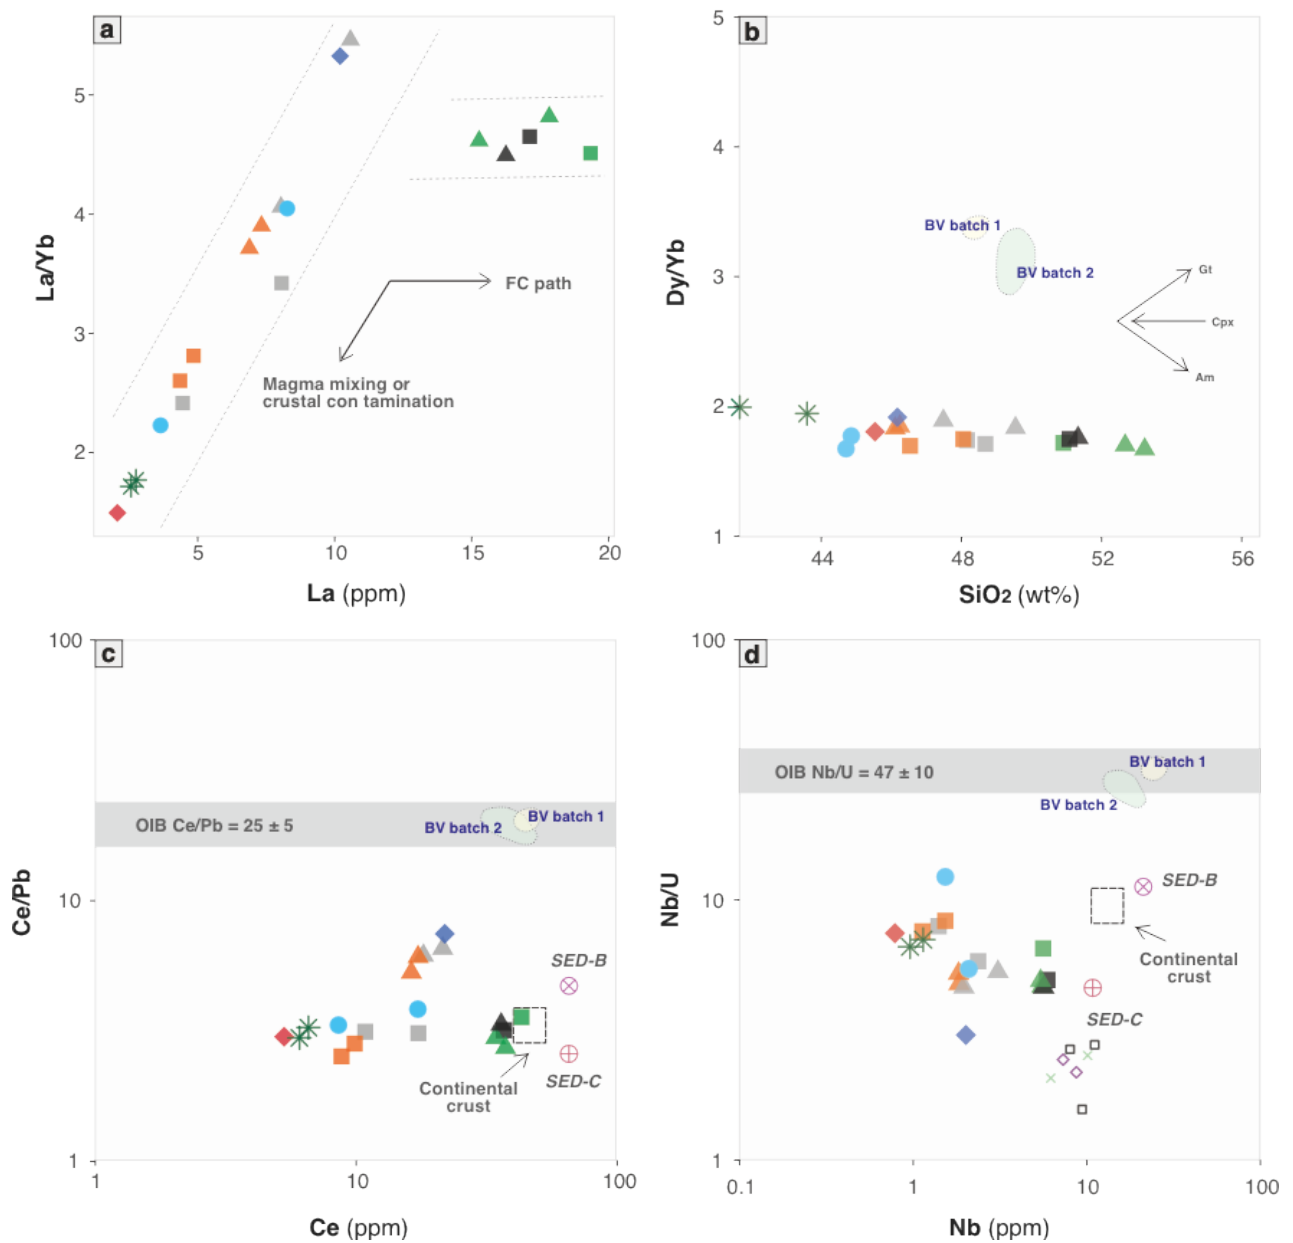 a
5
4
3
2
La/Yb
FC path
Magma mixing or
crustal con tamination
5
10
15
20
La (ppm)
b
5
4
3
2
1
Dy/Yb
BV batch 1
BV batch 2
Gt
Cpx
Am
44
48
52
56
SiO2 (wt%)
c
100
10
1
Ce/Pb
OIB Ce/Pb = 25 ± 5
BV batch 2
BV batch 1
SED-B
SED-C
Continental
crust
1
10
100
Ce (ppm)
d
100
10
1
Nb/U
OIB Nb/U = 47 ± 10
BV batch 1
BV batch 2
SED-B
Continental
crust
SED-C
0.1
1
10
100
Nb (ppm)